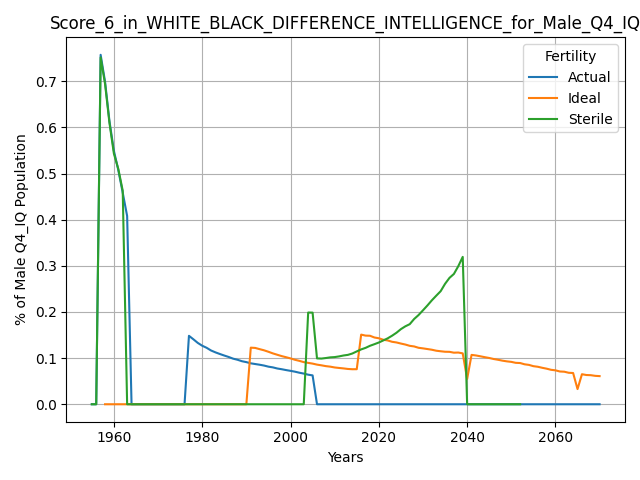 Score_6_in_WHITE_BLACK_DIFFERENCE_INTELLIGENCE_for_Male_Q4_IQ
% of Male Q4_IQ Population
0.7
0.6
0.5
0.4
0.3
0.2
0.1
0.0
Fertility
Actual
Ideal
Sterile
1960
1980
2000
2020
2040
2060
Years